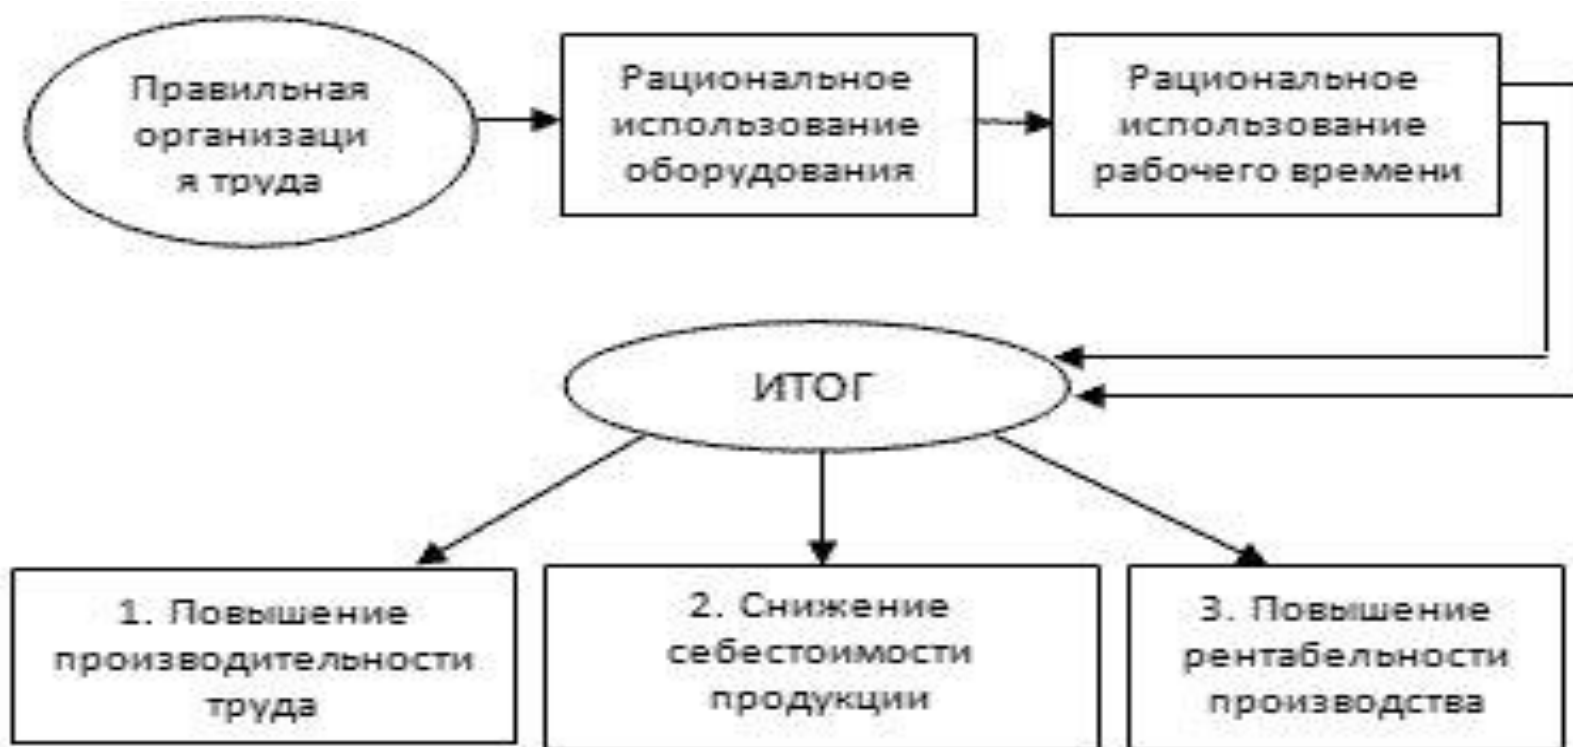 Правильная
организаци
я труда
Рациональное
использование
оборудования
Рациональное
использование
рабочего времени
ИТОГ
1. Повышение
производительности
труда
2. Снижение
себестоимости
продукции
3. Повышение
рентабельности
производства